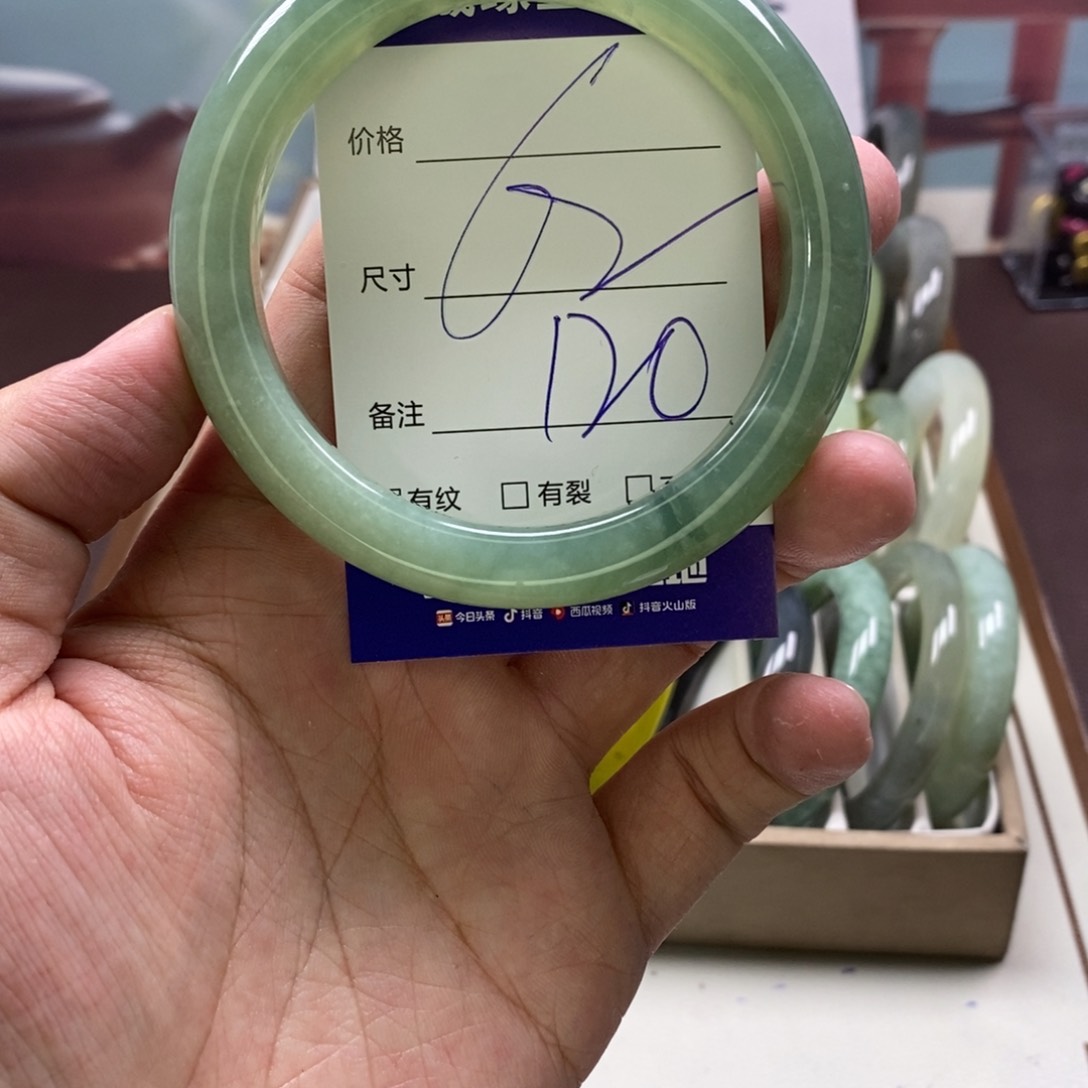 价格
尺寸 62
备注 120
有纹 □ 有裂
今日头条 抖音 西瓜视频 抖音火山版